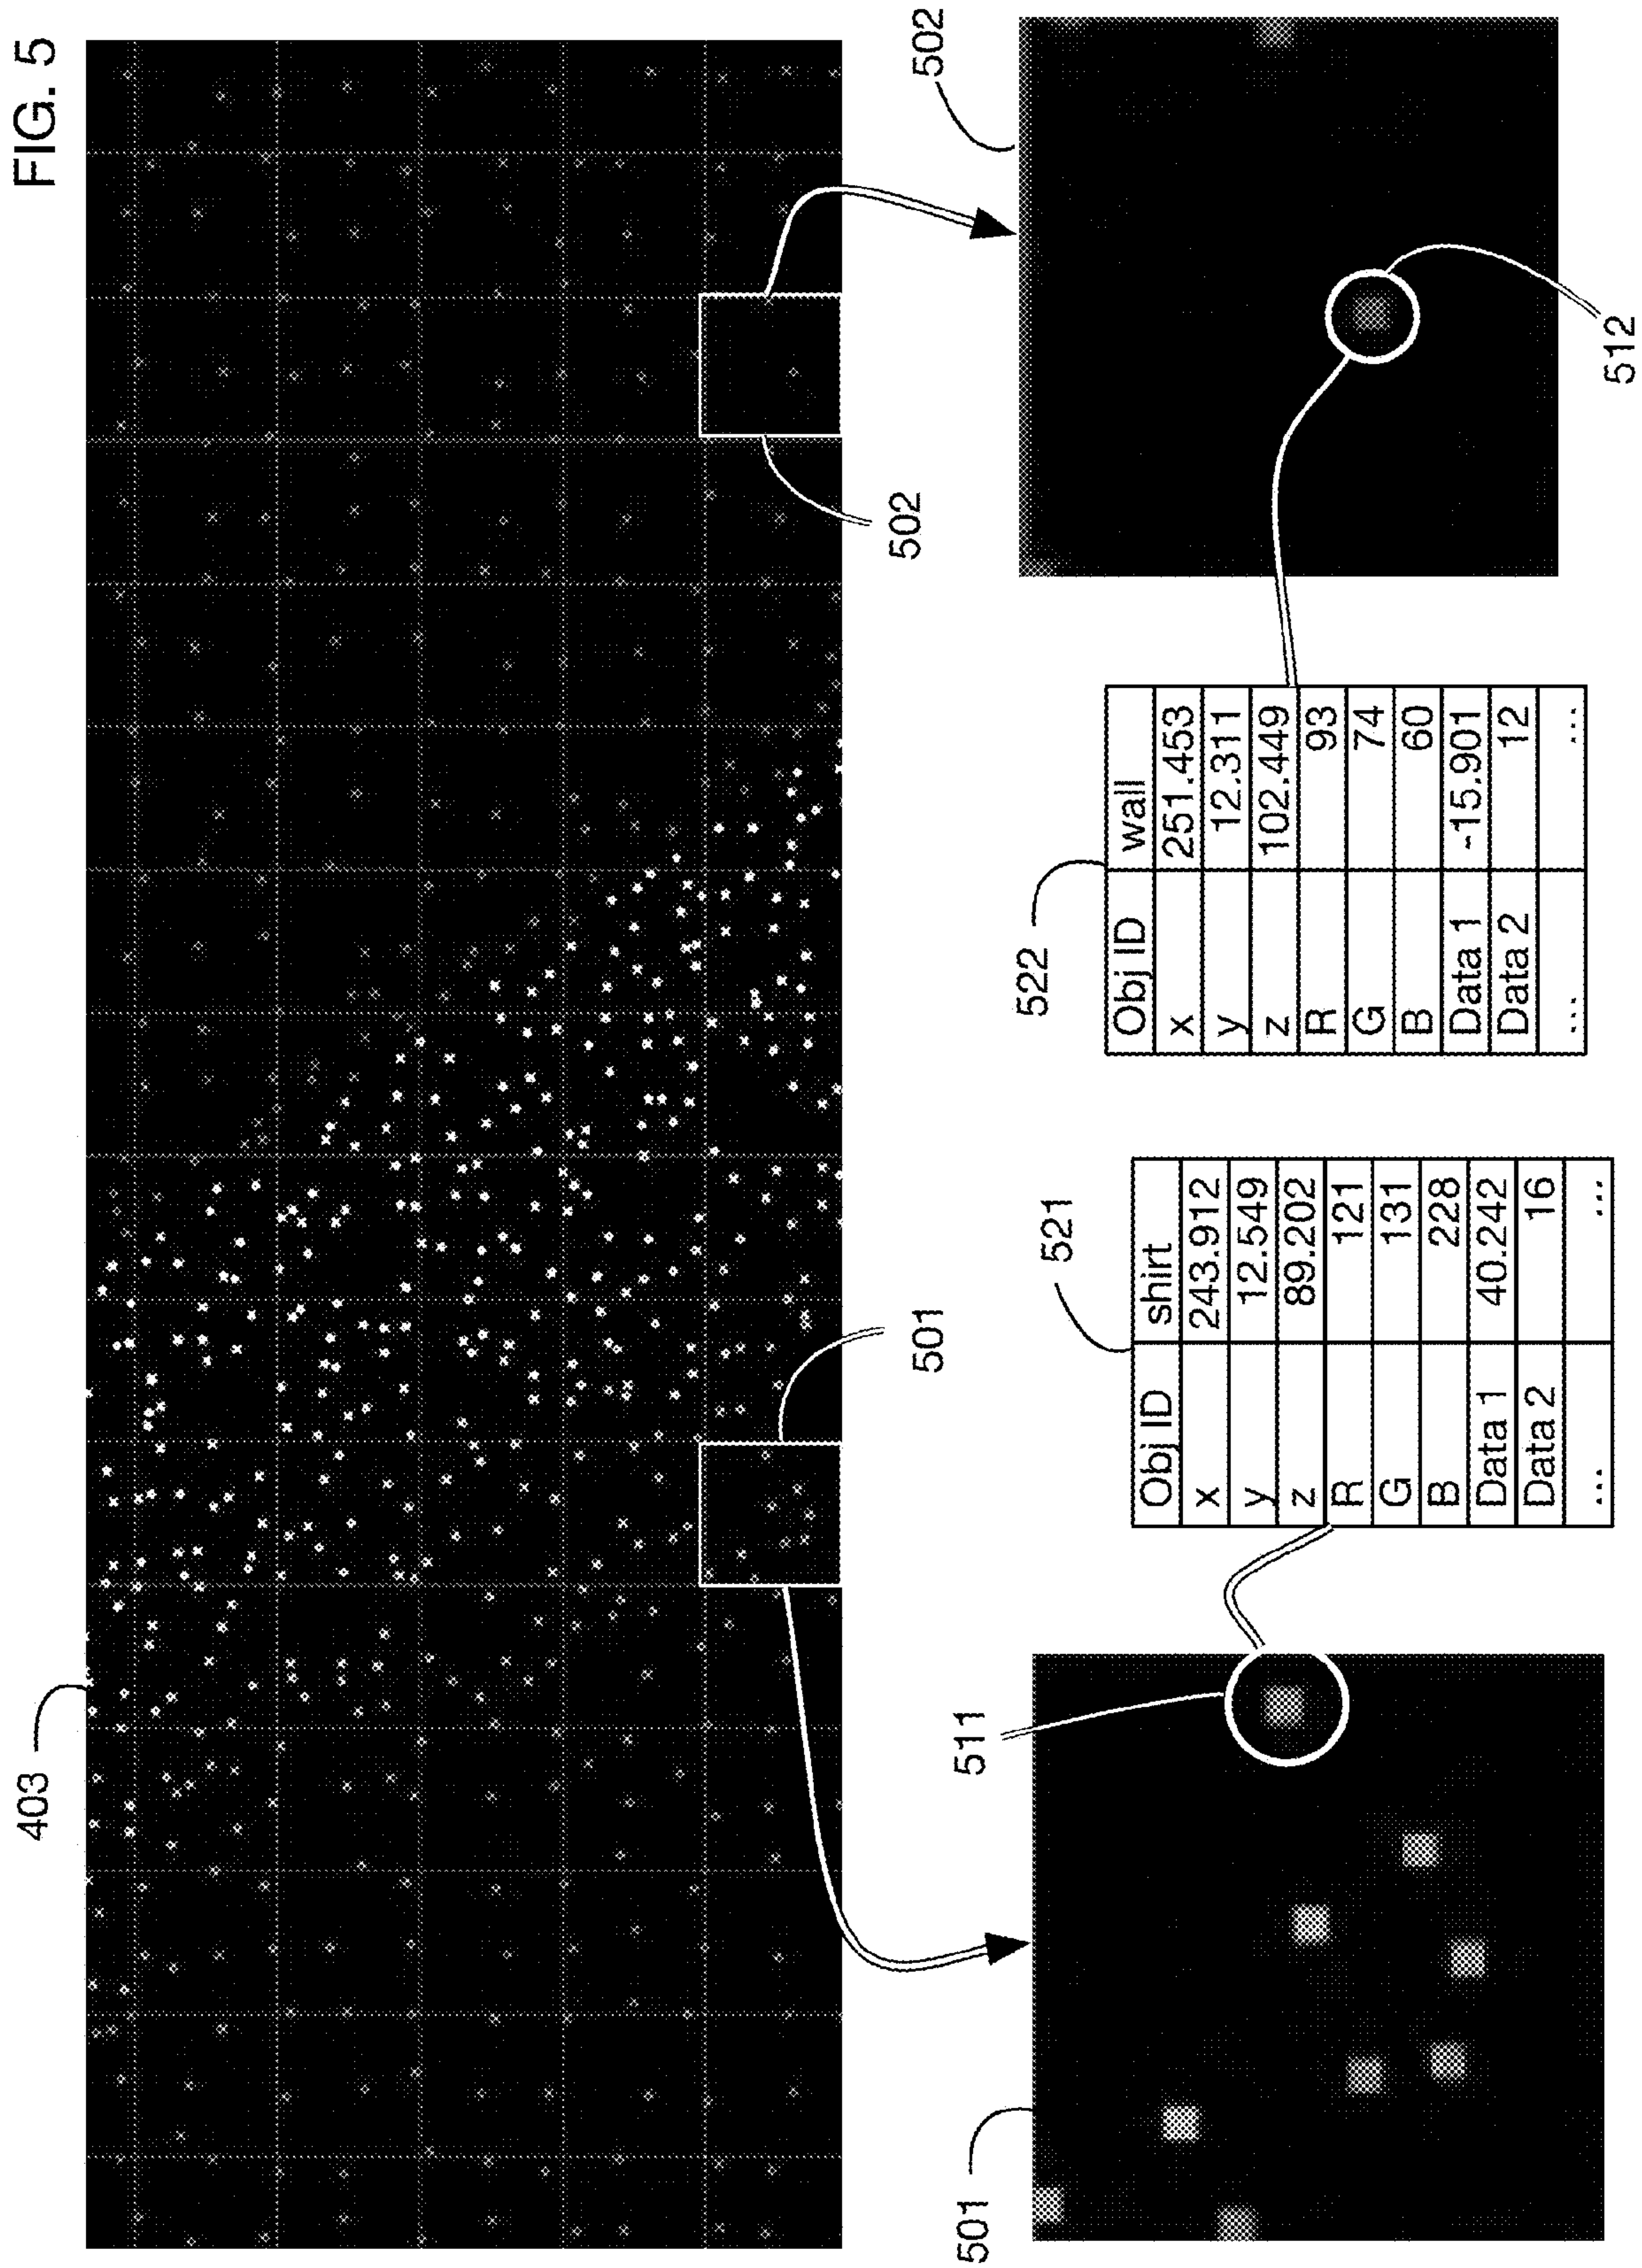 FIG. 5
403
501
502
502
501
511
521
Obj ID shirt
x 243.912
y 12.549
z 89.202
R 121
G 131
B 228
Data 1 40.242
Data 2 16
... ...
522
Obj ID wall
x 251.453
y 12.311
z 102.449
R 93
G 74
B 60
Data 1 -15.901
Data 2 12
... ...
512